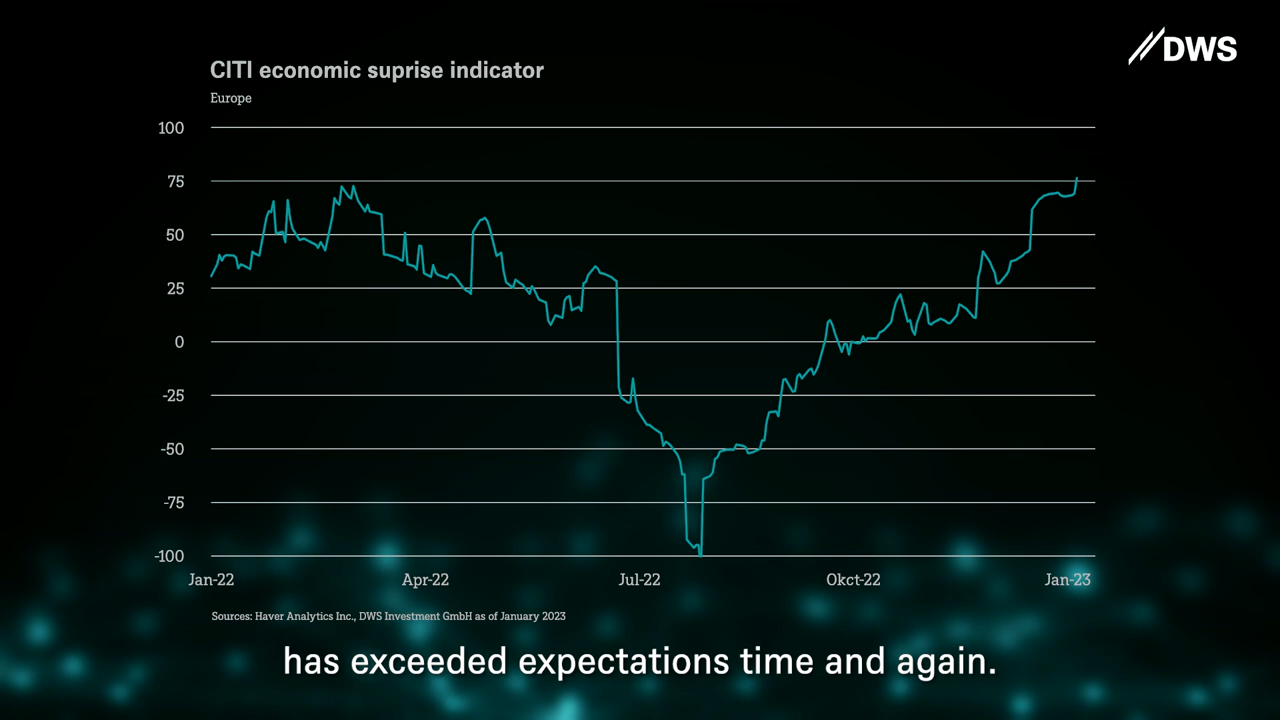 DWS
CITI economic suprise indicator
Europe
100
75
50
25
0
-25
-50
-75
-100
Jan-22 Apr-22 Jul-22 Okct-22 Jan-23
Sources: Haver Analytics Inc., DWS Investment GmbH as of January 2023
has exceeded expectations time and again.